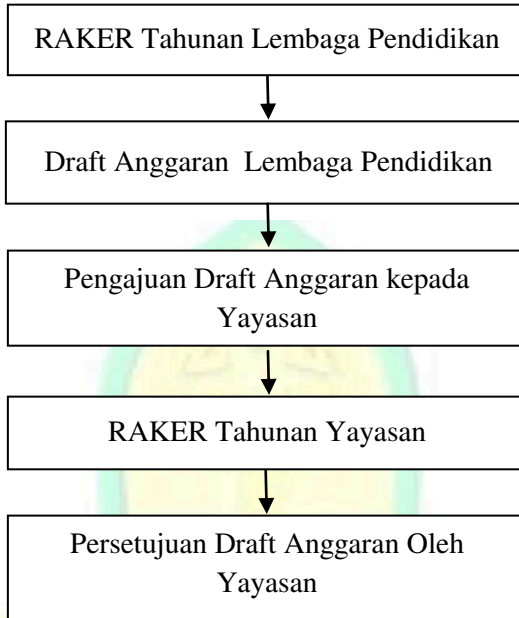 RAKER Tahunan Lembaga Pendidikan
Draft Anggaran Lembaga Pendidikan
Pengajuan Draft Anggaran kepada
Yayasan
RAKER Tahunan Yayasan
Persetujuan Draft Anggaran Oleh
Yayasan